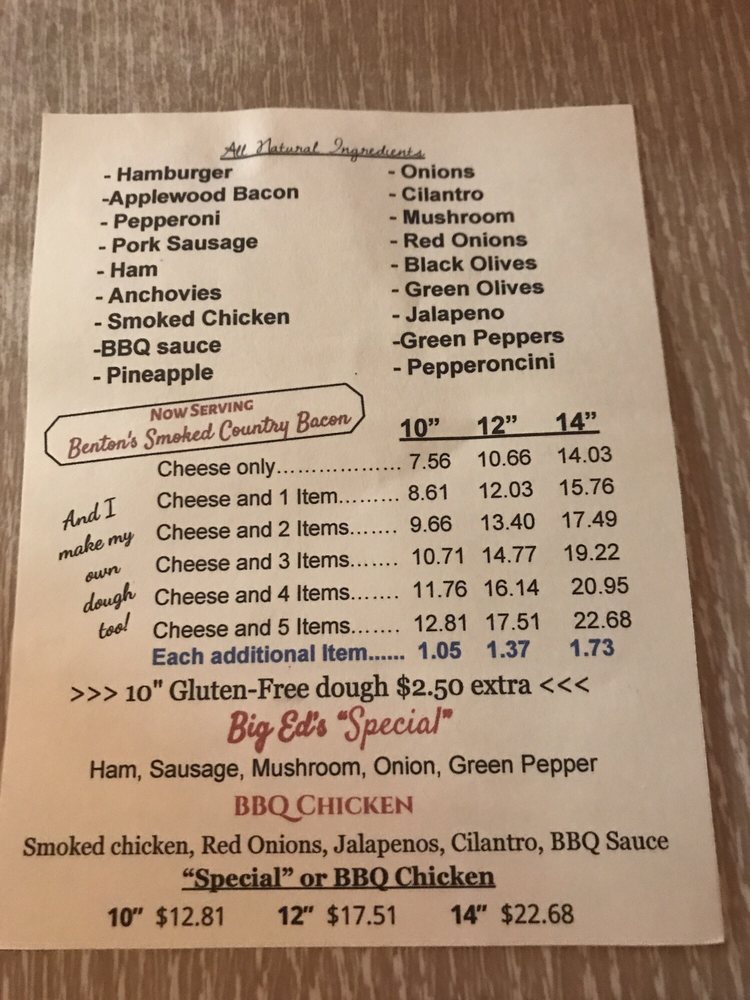 All Natural Ingredients
- Hamburger
-Applewood Bacon
- Pepperoni
- Pork Sausage
- Ham
- Anchovies
- Smoked Chicken
-BBQ sauce
- Pineapple
- Onions
- Cilantro
- Mushroom
- Red Onions
- Black Olives
- Green Olives
- Jalapeno
-Green Peppers
- Pepperoncini
Now Serving
Benton's Smoked Country Bacon
10” 12” 14”
Cheese only.................. 7.56 10.66 14.03
Cheese and 1 Item......... 8.61 12.03 15.76
Cheese and 2 Items....... 9.66 13.40 17.49
Cheese and 3 Items....... 10.71 14.77 19.22
Cheese and 4 Items....... 11.76 16.14 20.95
Cheese and 5 Items....... 12.81 17.51 22.68
Each additional Item...... 1.05 1.37 1.73
And I
make my
own
dough
too!
>>> 10" Gluten-Free dough $2.50 extra <<<
Big Ed's "Special"
Ham, Sausage, Mushroom, Onion, Green Pepper
BBQ Chicken
Smoked chicken, Red Onions, Jalapenos, Cilantro, BBQ Sauce
“Special” or BBQ Chicken
10” $12.81 12” $17.51 14” $22.68